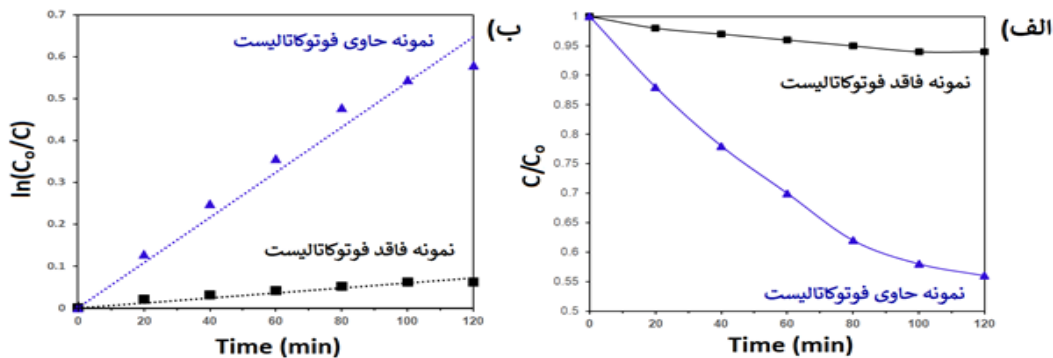 الف)
1
0.95
0.9
0.85
0.8
0.75
0.7
0.65
0.6
0.55
0.5
C/C₀
نمونه فاقد فوتوکاتالیست
نمونه حاوی فوتوکاتالیست
0 20 40 60 80 100 120
Time (min)
ب)
0.7
0.6
0.5
0.4
0.3
0.2
0.1
0
ln(C₀/C)
نمونه حاوی فوتوکاتالیست
نمونه فاقد فوتوکاتالیست
0 20 40 60 80 100 120
Time (min)